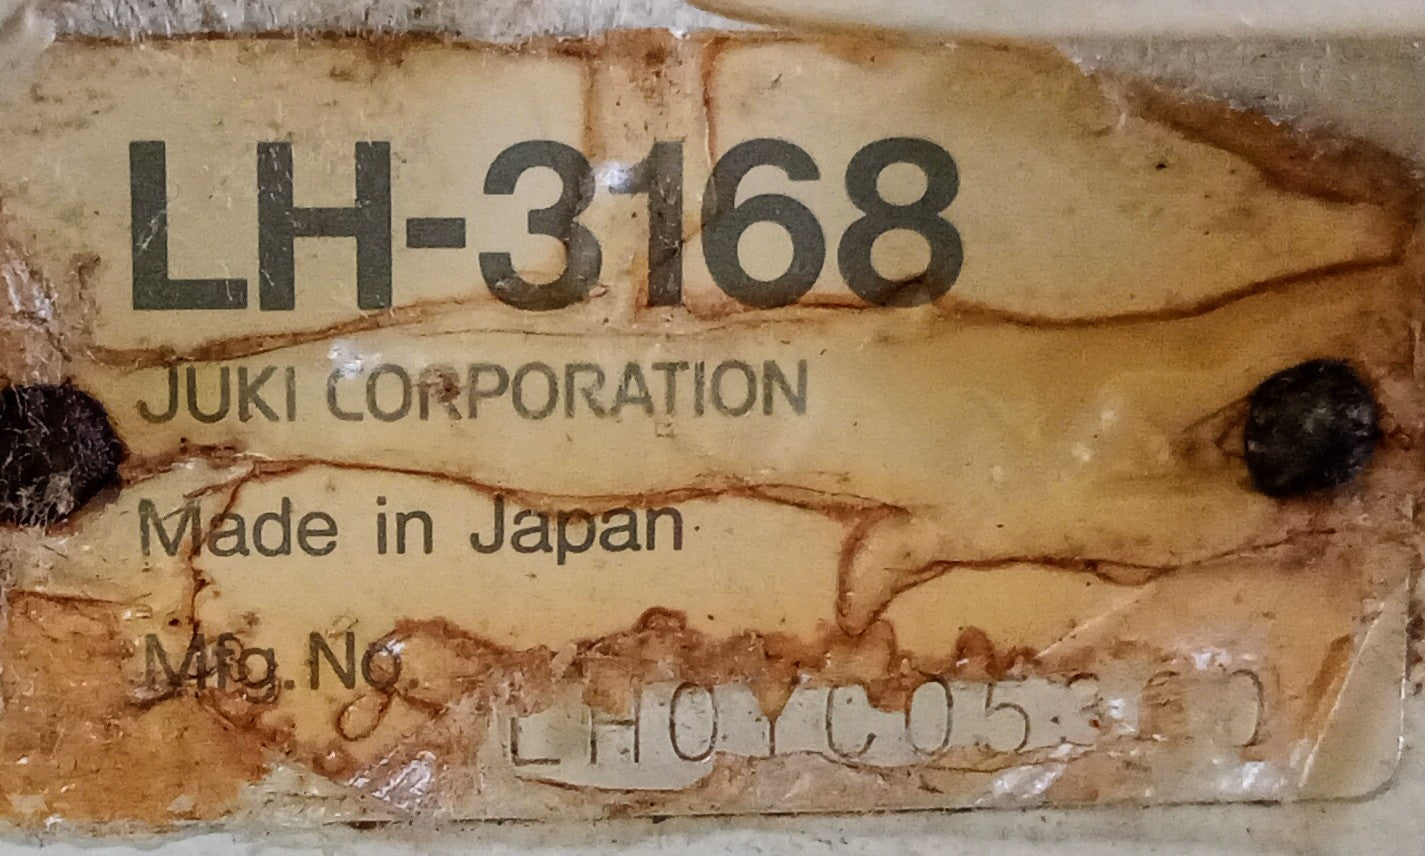 LH-3168
JUKI CORPORATION
Made in Japan
Mfg. No.